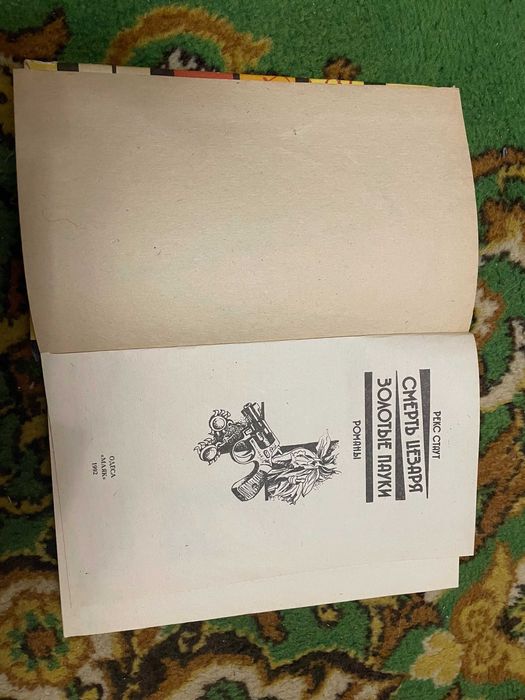 РЕКС СТАУТ
СМЕРТЬ ЦЕЗАРЯ
ЗОЛОТЫЕ ПАУКИ
РОМАНЫ
ОДЕСА
«МАЯК»
1992